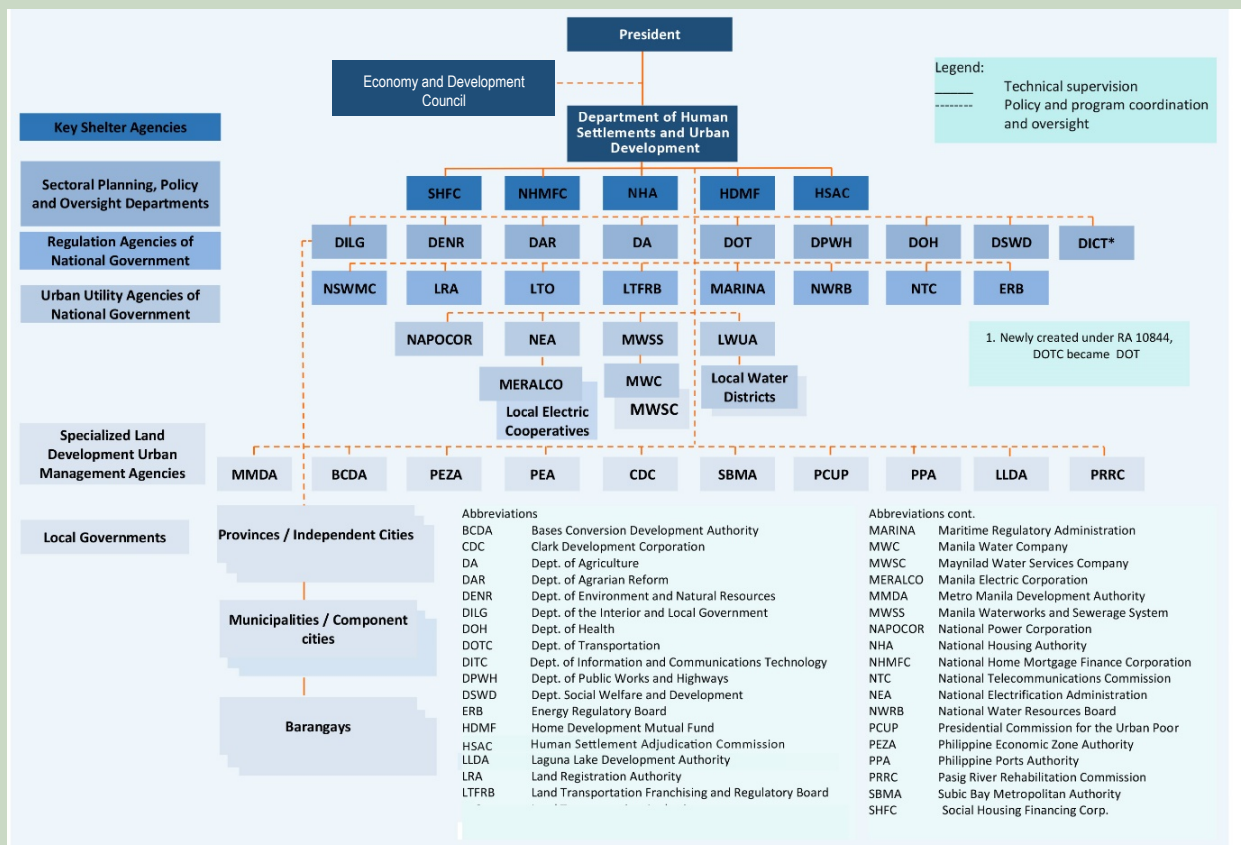 President
Economy and Development
Council
Legend:
______ Technical supervision
-------- Policy and program coordination
and oversight
Department of Human
Settlements and Urban
Development
Key Shelter Agencies
SHFC NHMFC NHA HDMF HSAC
Sectoral Planning, Policy
and Oversight Departments
DILG DENR DAR DA DOT DPWH DOH DSWD DICT*
Regulation Agencies of
National Government
NSWMC LRA LTO LTFRB MARINA NWRB NTC ERB
Urban Utility Agencies of
National Government
NAPOCOR NEA MWSS LWUA
1. Newly created under RA 10844,
DOTC became DOT
MERALCO MWC Local Water
Districts
Local Electric
Cooperatives
MWSC
Specialized Land
Development Urban
Management Agencies
MMDA BCDA PEZA PEA CDC SBMA PCUP PPA LLDA PRRC
Local Governments
Provinces / Independent Cities
Municipalities / Component
cities
Barangays
Abbreviations
BCDA Bases Conversion Development Authority
CDC Clark Development Corporation
DA Dept. of Agriculture
DAR Dept. of Agrarian Reform
DENR Dept. of Environment and Natural Resources
DILG Dept. of the Interior and Local Government
DOH Dept. of Health
DOTC Dept. of Transportation
DITC Dept. of Information and Communications Technology
DPWH Dept. of Public Works and Highways
DSWD Dept. Social Welfare and Development
ERB Energy Regulatory Board
HDMF Home Development Mutual Fund
HSAC Human Settlement Adjudication Commission
LLDA Laguna Lake Development Authority
LRA Land Registration Authority
LTFRB Land Transportation Franchising and Regulatory Board
Abbreviations cont.
MARINA Maritime Regulatory Administration
MWC Manila Water Company
MWSC Maynilad Water Services Company
MERALCO Manila Electric Corporation
MMDA Metro Manila Development Authority
MWSS Manila Waterworks and Sewerage System
NAPOCOR National Power Corporation
NHA National Housing Authority
NHMFC National Home Mortgage Finance Corporation
NTC National Telecommunications Commission
NEA National Electrification Administration
NWRB National Water Resources Board
PCUP Presidential Commission for the Urban Poor
PEZA Philippine Economic Zone Authority
PPA Philippine Ports Authority
PRRC Pasig River Rehabilitation Commission
SBMA Subic Bay Metropolitan Authority
SHFC Social Housing Financing Corp.